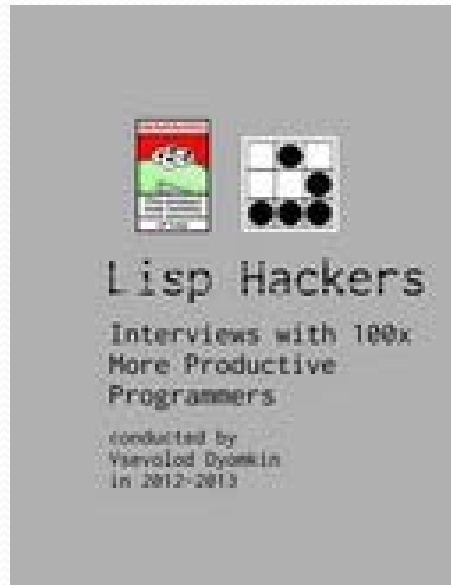 Lisp Hackers
Interviews with 100x
More Productive
Programmers
conducted by
Vsevolod Dyomkin
in 2012-2013